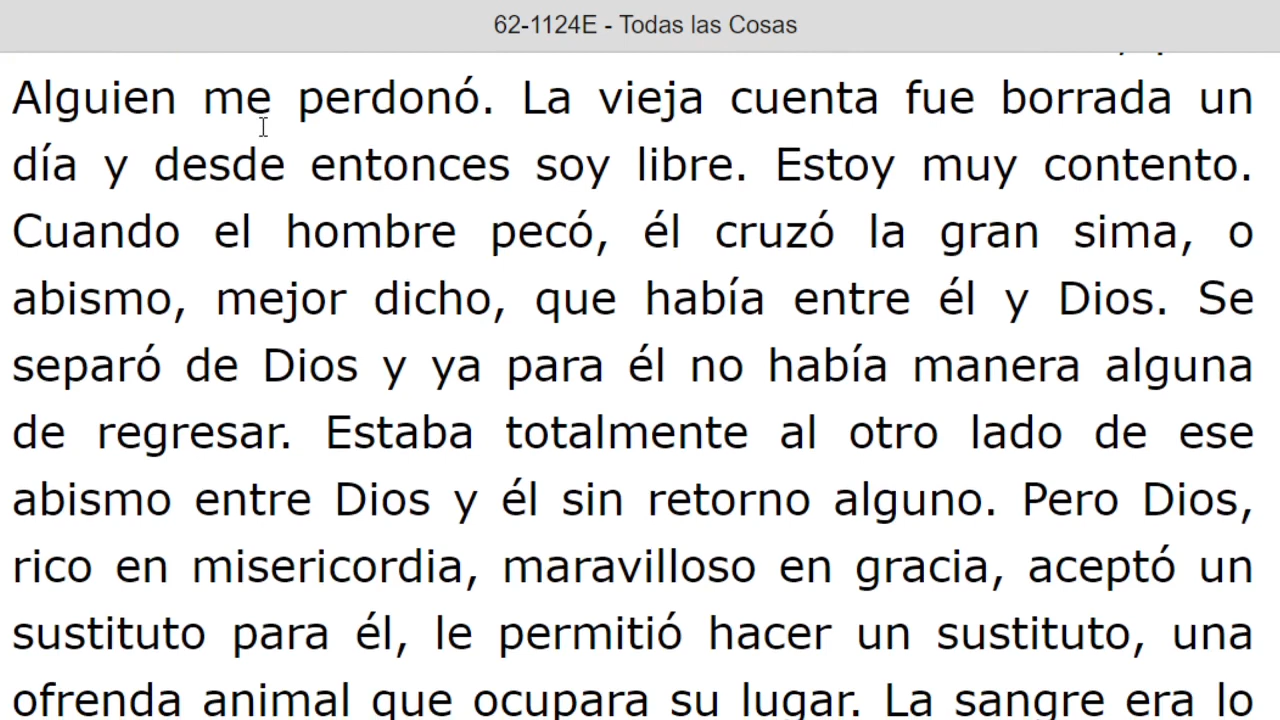 62-1124E - Todas las Cosas
Alguien me perdonó. La vieja cuenta fue borrada un
día y desde entonces soy libre. Estoy muy contento.
Cuando el hombre pecó, él cruzó la gran sima, o
abismo, mejor dicho, que había entre él y Dios. Se
separó de Dios y ya para él no había manera alguna
de regresar. Estaba totalmente al otro lado de ese
abismo entre Dios y él sin retorno alguno. Pero Dios,
rico en misericordia, maravilloso en gracia, aceptó un
sustituto para él, le permitió hacer un sustituto, una
ofrenda animal que ocupara su lugar. La sangre era lo